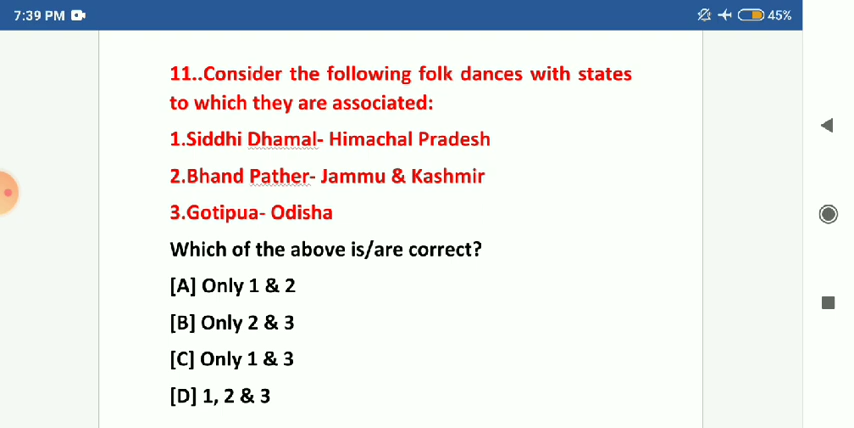 7:39 PM
45%
11..Consider the following folk dances with states
to which they are associated:
1.Siddhi Dhamal- Himachal Pradesh
2.Bhand Pather- Jammu & Kashmir
3.Gotipua- Odisha
Which of the above is/are correct?
[A] Only 1 & 2
[B] Only 2 & 3
[C] Only 1 & 3
[D] 1, 2 & 3